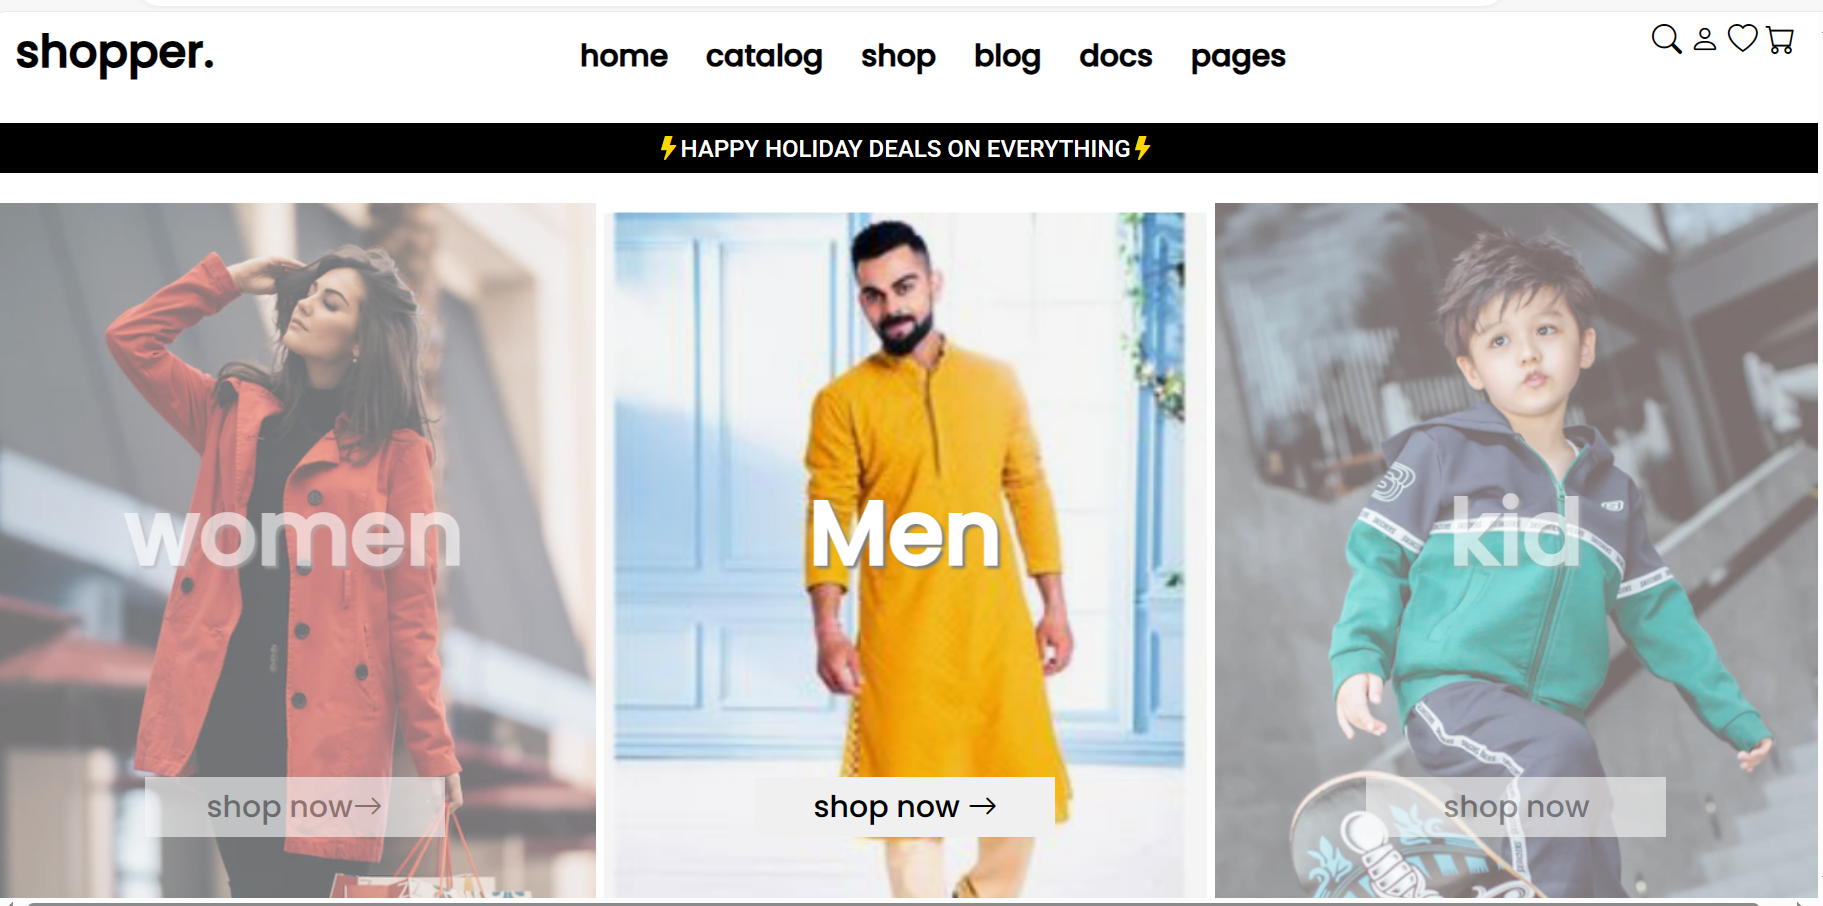 shopper.
home catalog shop blog docs pages
⚡HAPPY HOLIDAY DEALS ON EVERYTHING⚡
women
Men
kid
shop now→
shop now →
shop now